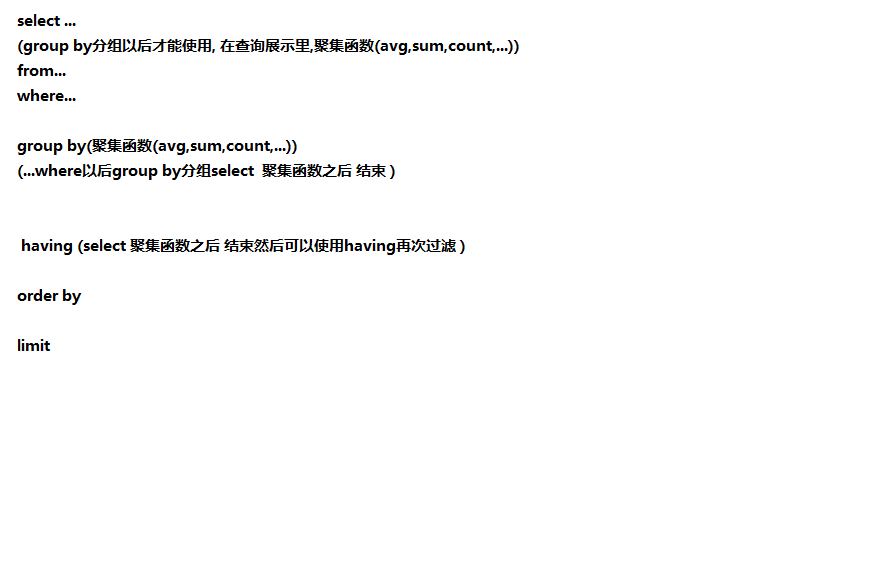 select ...
(group by分组以后才能使用, 在查询展示里,聚集函数(avg,sum,count,...))
from...
where...
group by(聚集函数(avg,sum,count,...))
(...where以后group by分组select  聚集函数之后 结束 )
having (select 聚集函数之后 结束然后可以使用having再次过滤 )
order by
limit